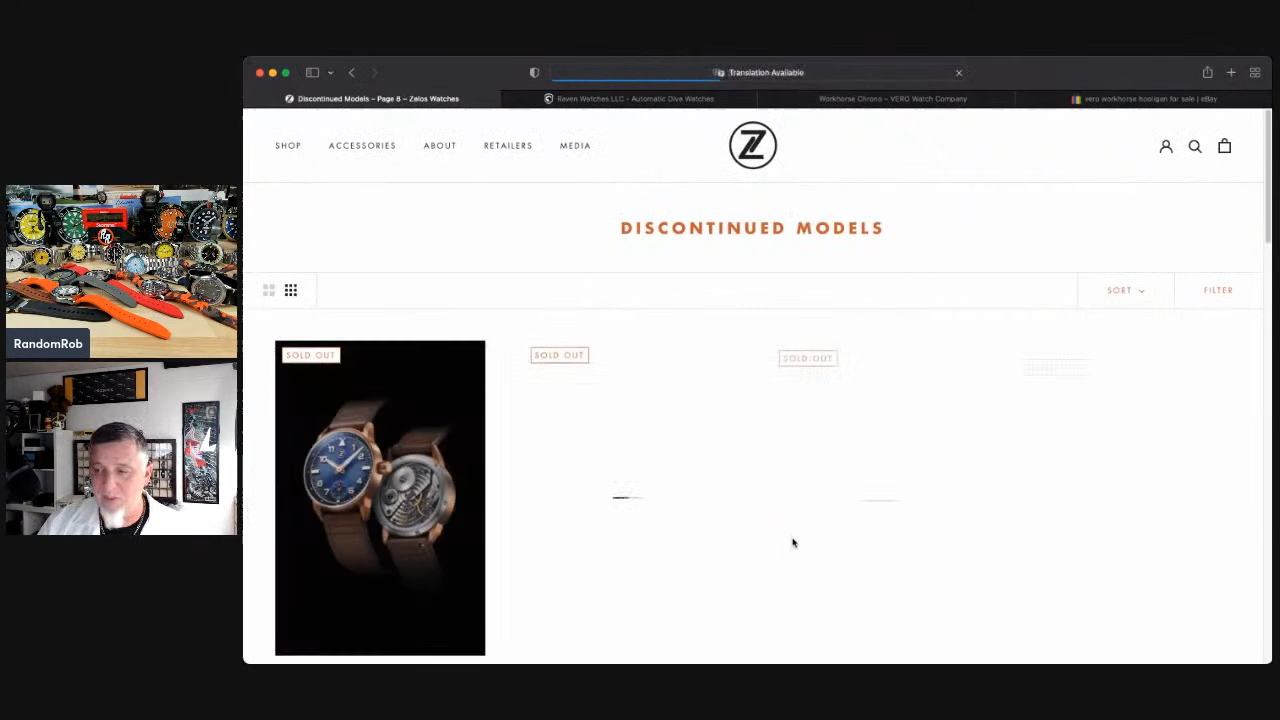 Translation Available
Discontinued Models – Page 8 – Zelos Watches
Raven Watches LLC - Automatic Dive Watches
Workhorse Chrono – VERO Watch Company
vero workhorse hooligan for sale | eBay
SHOP
ACCESSORIES
ABOUT
RETAILERS
MEDIA
Z
DISCONTINUED MODELS
SORT
FILTER
SOLD OUT
SOLD OUT
SOLD OUT
RandomRob